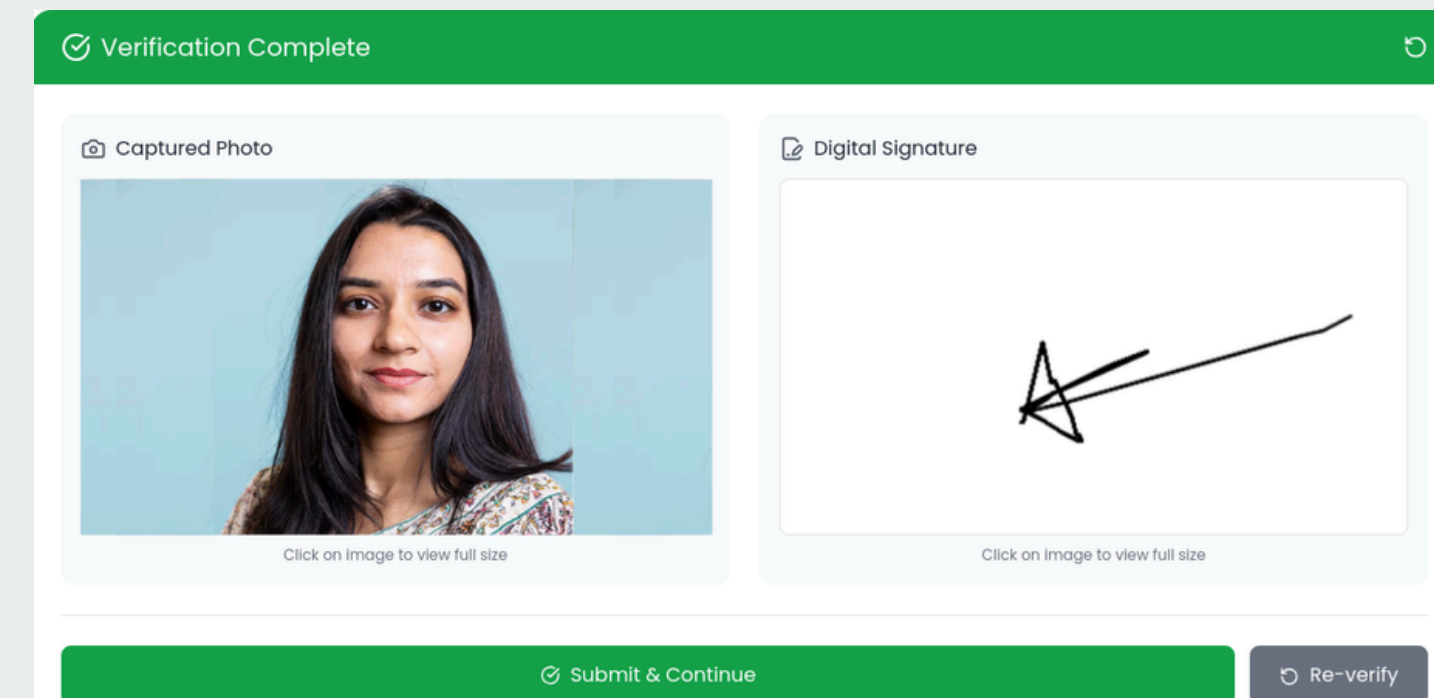 Verification Complete
Captured Photo
Click on image to view full size
Digital Signature
Click on image to view full size
Submit & Continue
Re-verify